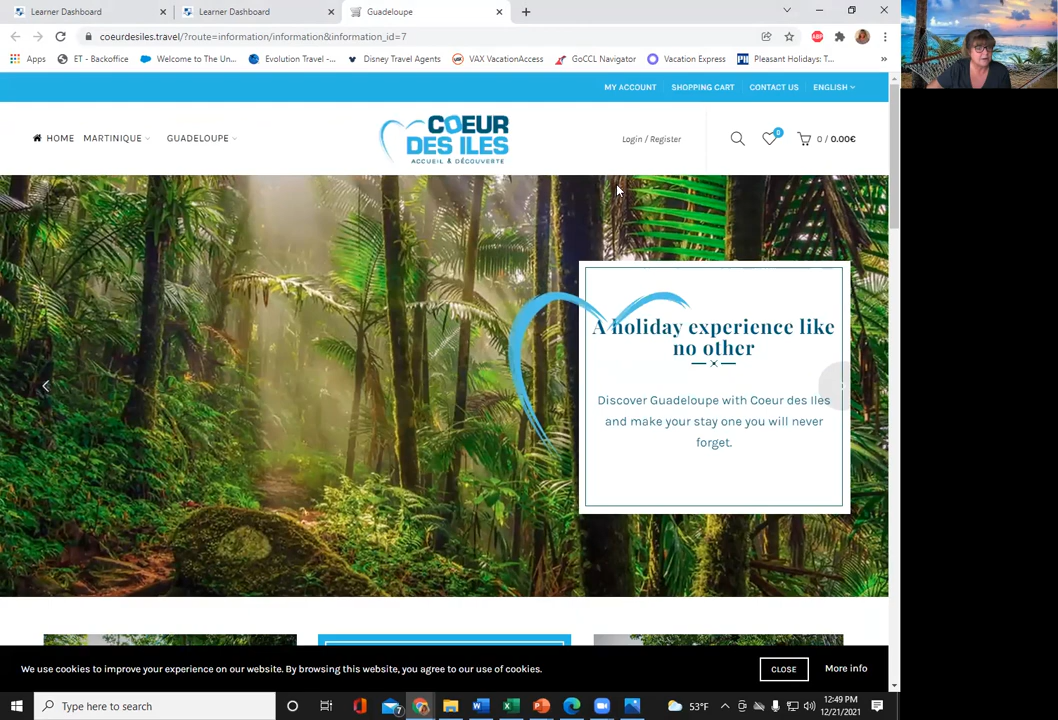 Learner Dashboard
Learner Dashboard
Guadeloupe
coeurdesiles.travel/?route=information/information&information_id=7
ABP
Apps
ET - Backoffice
Welcome to The Un...
Evolution Travel -...
Disney Travel Agents
VAX VacationAccess
GoCCL Navigator
Vacation Express
Pleasant Holidays: T...
»
MY ACCOUNT
SHOPPING CART
CONTACT US
ENGLISH
HOME
MARTINIQUE
GUADELOUPE
COEUR
DES ILES
ACCUEIL & DÉCOUVERTE
Login / Register
0
0 / 0.00€
A holiday experience like
no other
Discover Guadeloupe with Coeur des Iles
and make your stay one you will never
forget.
We use cookies to improve your experience on our website. By browsing this website, you agree to our use of cookies.
CLOSE
More info
Type here to search
7
53°F
12:49 PM
12/21/2021